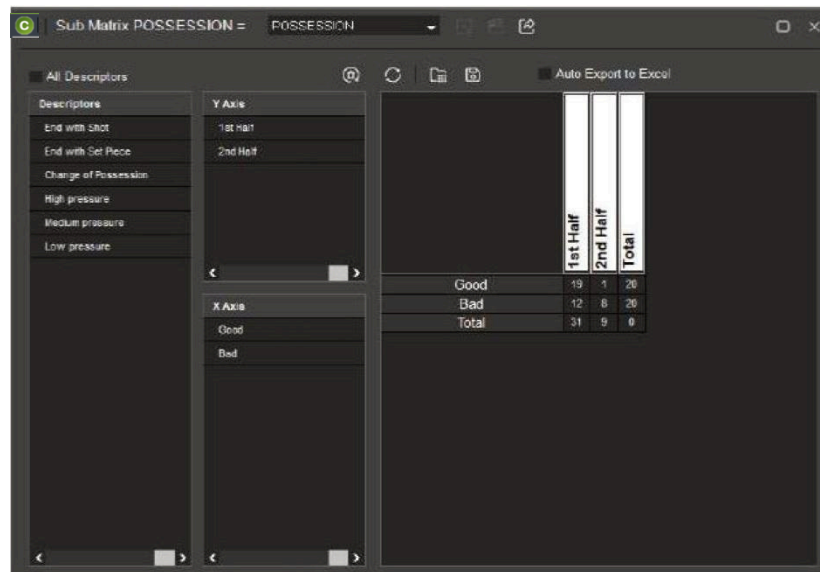 C Sub Matrix POSSESSION = POSSESSION
All Descriptors
Auto Export to Excel
Descriptors
End with Shot
End with Set Piece
Change of Possession
High pressure
Medium pressure
Low pressure
Y Axis
1st Half
2nd Half
X Axis
Good
Bad
1st Half 2nd Half Total
Good 19 1 20
Bad 12 8 20
Total 31 9 0